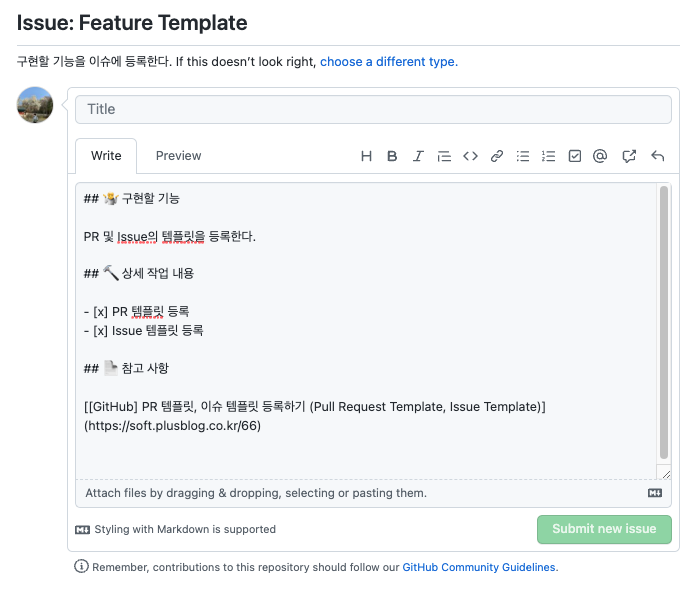 Issue: Feature Template
구현할 기능을 이슈에 등록한다. If this doesn't look right, choose a different type.
Title
Write Preview
## 구현할 기능
PR 및 Issue의 템플릿을 등록한다.
## 🔨 상세 작업 내용
- [x] PR 템플릿 등록
- [x] Issue 템플릿 등록
## 참고 사항
[[GitHub] PR 템플릿, 이슈 템플릿 등록하기 (Pull Request Template, Issue Template)]
(https://soft.plusblog.co.kr/66)
Attach files by dragging & dropping, selecting or pasting them.
Styling with Markdown is supported
Submit new issue
Remember, contributions to this repository should follow our GitHub Community Guidelines.